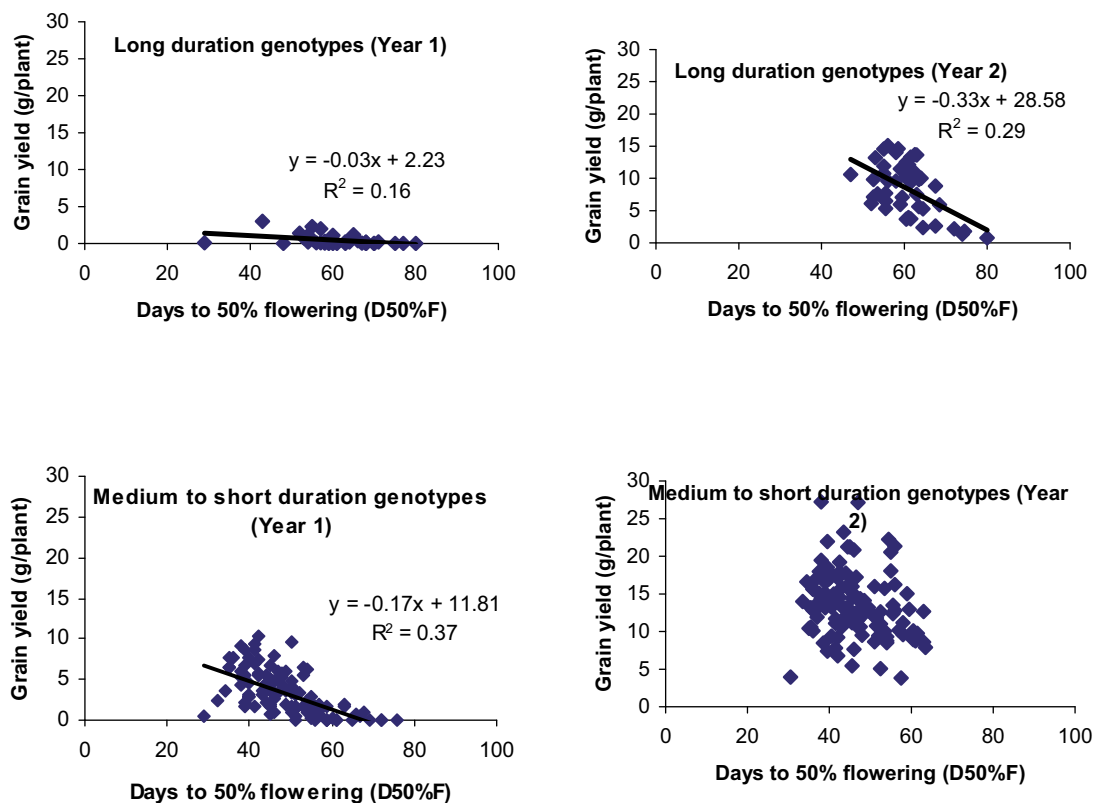 Long duration genotypes (Year 1)
y = -0.03x + 2.23
R² = 0.16
Grain yield (g/plant)
30
25
20
15
10
5
0
0 20 40 60 80 100
Days to 50% flowering (D50%F)
Long duration genotypes (Year 2)
y = -0.33x + 28.58
R² = 0.29
Grain yield (g/plant)
30
25
20
15
10
5
0
0 20 40 60 80 100
Days to 50% flowering (D50%F)
Medium to short duration genotypes
(Year 1)
y = -0.17x + 11.81
R² = 0.37
Grain yield (g/plant)
30
25
20
15
10
5
0
0 20 40 60 80 100
Days to 50% flowering (D50%F)
Medium to short duration genotypes (Year
2)
Grain yield (g/plant)
30
25
20
15
10
5
0
0 20 40 60 80 100
Days to 50% flowering (D50%F)